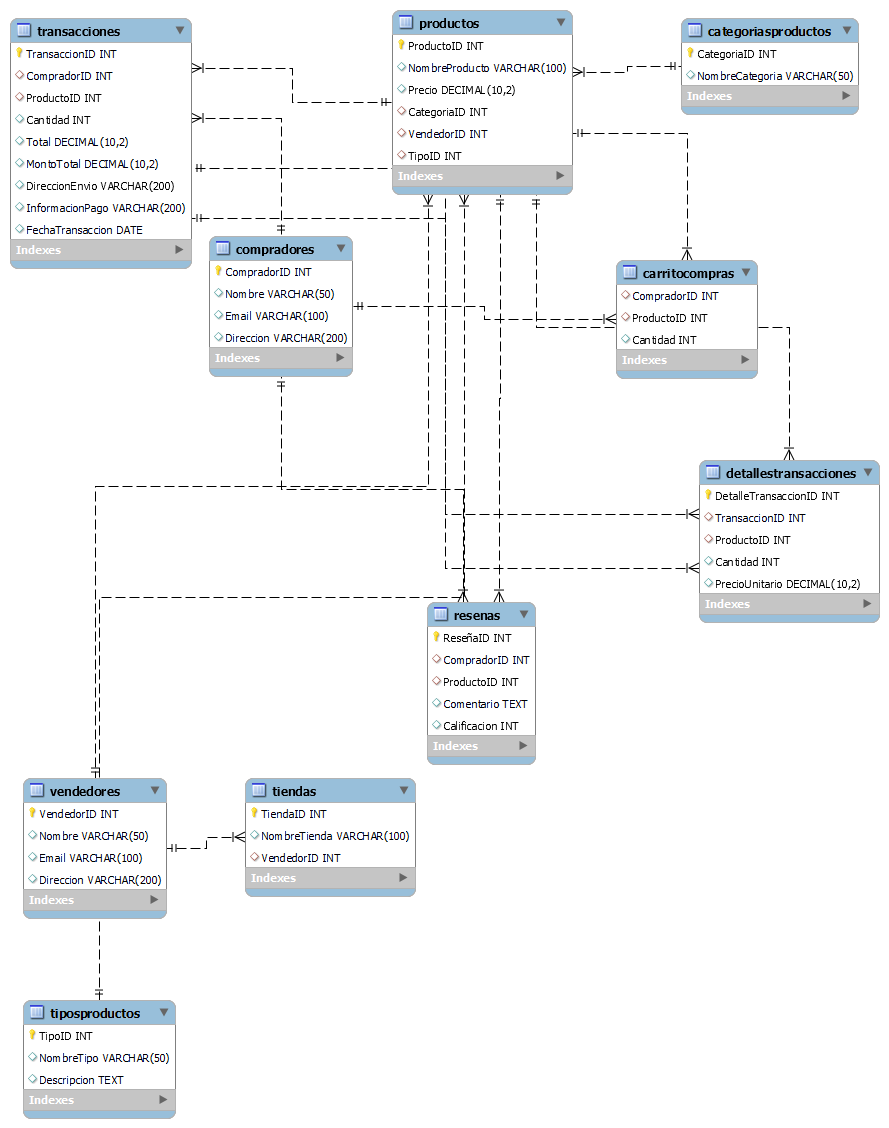 transacciones
TransaccionID INT
CompradorID INT
ProductoID INT
Cantidad INT
Total DECIMAL(10,2)
MontoTotal DECIMAL(10,2)
DireccionEnvio VARCHAR(200)
InformacionPago VARCHAR(200)
FechaTransaccion DATE
Indexes
productos
ProductoID INT
NombreProducto VARCHAR(100)
Precio DECIMAL(10,2)
CategoriaID INT
VendedorID INT
TipoID INT
Indexes
categoriasproductos
CategoriaID INT
NombreCategoria VARCHAR(50)
Indexes
compradores
CompradorID INT
Nombre VARCHAR(50)
Email VARCHAR(100)
Direccion VARCHAR(200)
Indexes
carritocompras
CompradorID INT
ProductoID INT
Cantidad INT
Indexes
detallestransacciones
DetalleTransaccionID INT
TransaccionID INT
ProductoID INT
Cantidad INT
PrecioUnitario DECIMAL(10,2)
Indexes
resenas
ReseñaID INT
CompradorID INT
ProductoID INT
Comentario TEXT
Calificacion INT
Indexes
vendedores
VendedorID INT
Nombre VARCHAR(50)
Email VARCHAR(100)
Direccion VARCHAR(200)
Indexes
tiendas
TiendaID INT
NombreTienda VARCHAR(100)
VendedorID INT
Indexes
tiposproductos
TipoID INT
NombreTipo VARCHAR(50)
Descripcion TEXT
Indexes